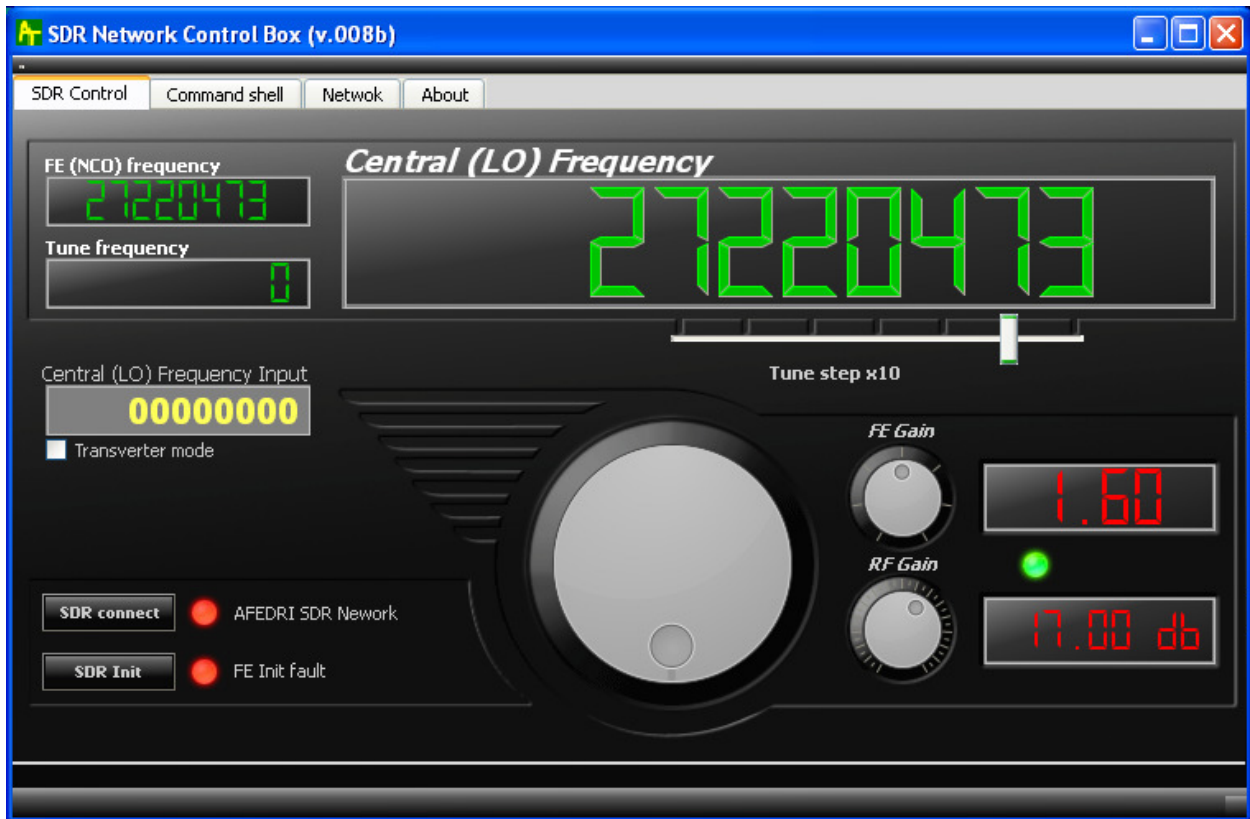 SDR Network Control Box (v.008b)
SDR Control Command shell Netwok About
FE (NCO) frequency
27220473
Tune frequency
0
Central (LO) Frequency
27220473
Tune step x10
Central (LO) Frequency Input
00000000
Transverter mode
FE Gain
1.60
RF Gain
17.00 db
SDR connect AFEDRI SDR Nework
SDR Init FE Init fault